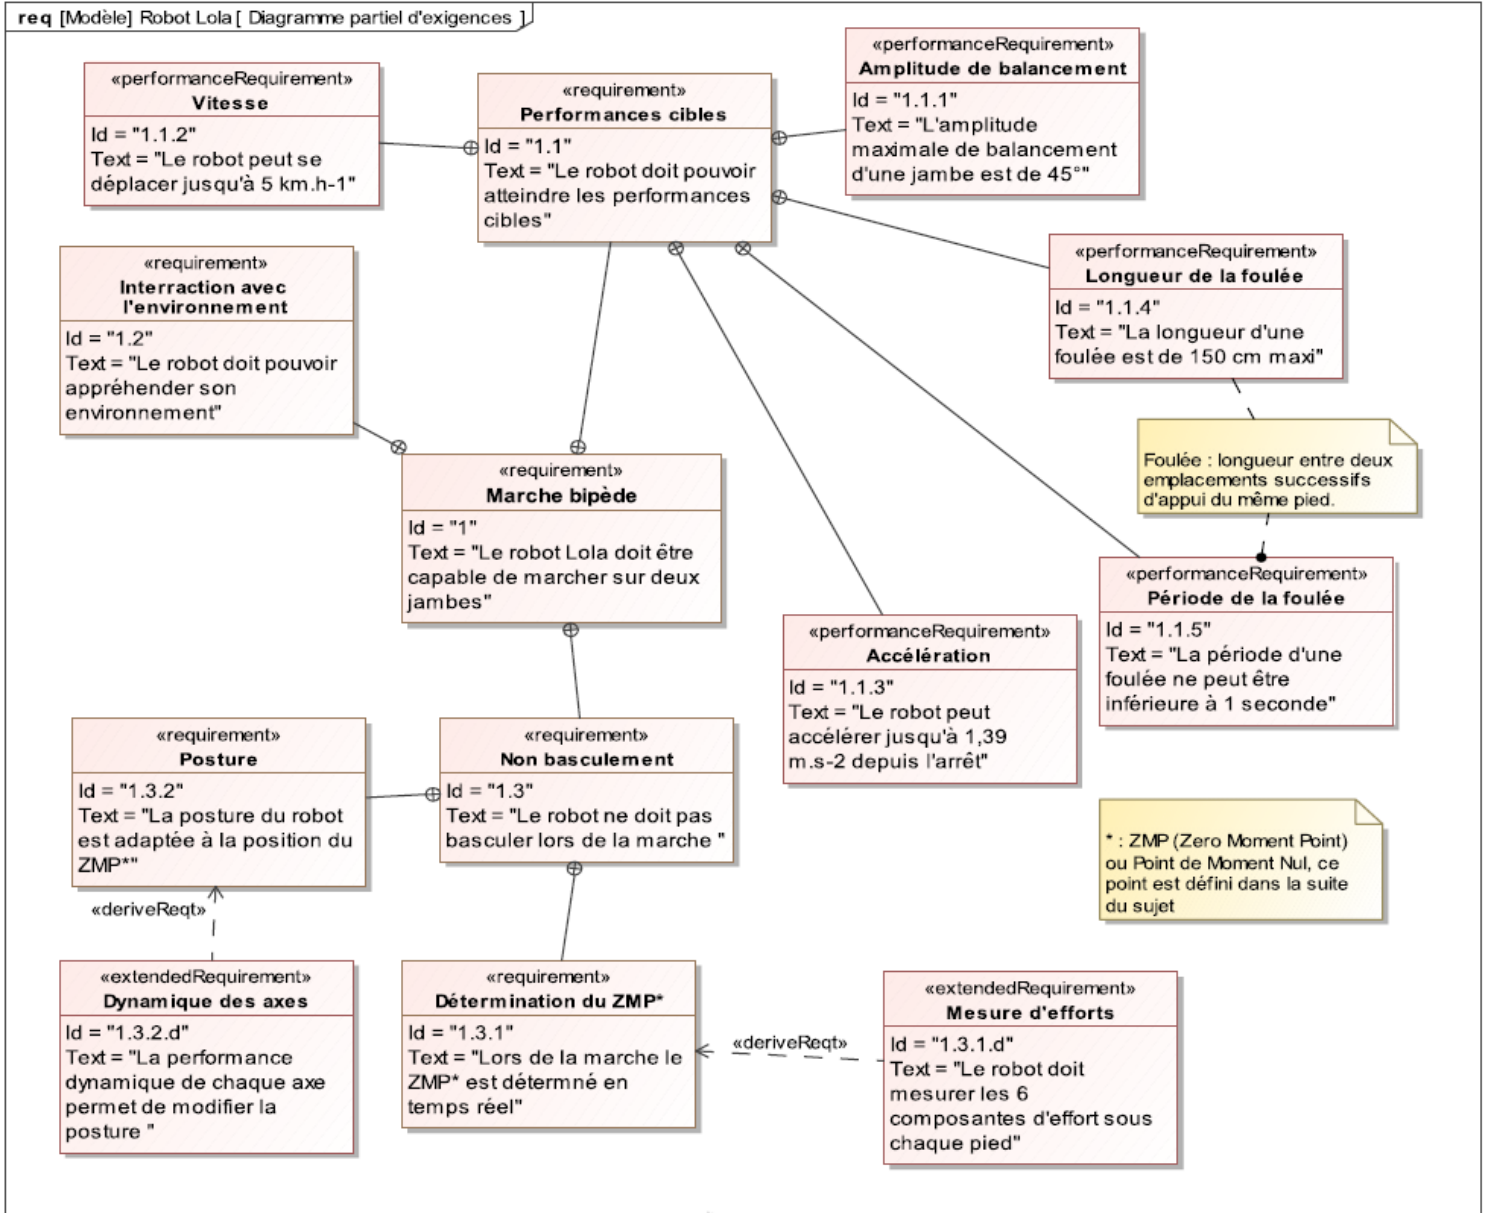 req [Modèle] Robot Lola [ Diagramme partiel d'exigences ]
«performanceRequirement»
Vitesse
Id = "1.1.2"
Text = "Le robot peut se
déplacer jusqu'à 5 km.h-1"
«requirement»
Performances cibles
Id = "1.1"
Text = "Le robot doit pouvoir
atteindre les performances
cibles"
«performanceRequirement»
Amplitude de balancement
Id = "1.1.1"
Text = "L'amplitude
maximale de balancement
d'une jambe est de 45°"
«requirement»
Interraction avec
l'environnement
Id = "1.2"
Text = "Le robot doit pouvoir
appréhender son
environnement"
«performanceRequirement»
Longueur de la foulée
Id = "1.1.4"
Text = "La longueur d'une
foulée est de 150 cm maxi"
Foulée : longueur entre deux
emplacements successifs
d'appui du même pied.
«requirement»
Marche bipède
Id = "1"
Text = "Le robot Lola doit être
capable de marcher sur deux
jambes"
«performanceRequirement»
Période de la foulée
Id = "1.1.5"
Text = "La période d'une
foulée ne peut être
inférieure à 1 seconde"
«performanceRequirement»
Accélération
Id = "1.1.3"
Text = "Le robot peut
accélérer jusqu'à 1,39
m.s-2 depuis l'arrêt"
«requirement»
Posture
Id = "1.3.2"
Text = "La posture du robot
est adaptée à la position du
ZMP*"
«requirement»
Non basculement
Id = "1.3"
Text = "Le robot ne doit pas
basculer lors de la marche "
* : ZMP (Zero Moment Point)
ou Point de Moment Nul, ce
point est défini dans la suite
du sujet
«deriveReqt»
«extendedRequirement»
Dynamique des axes
Id = "1.3.2.d"
Text = "La performance
dynamique de chaque axe
permet de modifier la
posture "
«requirement»
Détermination du ZMP*
Id = "1.3.1"
Text = "Lors de la marche le
ZMP* est détermné en
temps réel"
«deriveReqt»
«extendedRequirement»
Mesure d'efforts
Id = "1.3.1.d"
Text = "Le robot doit
mesurer les 6
composantes d'effort sous
chaque pied"